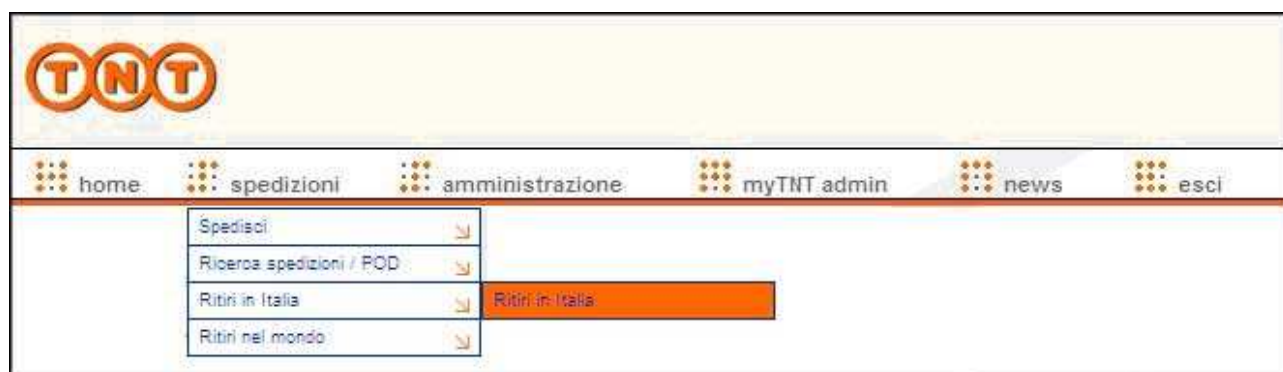 TNT
home spedizioni amministrazione myTNT admin news esci
Spedisci
Ricerca spedizioni / POD
Ritiri in Italia Ritiri in Italia
Ritiri nel mondo